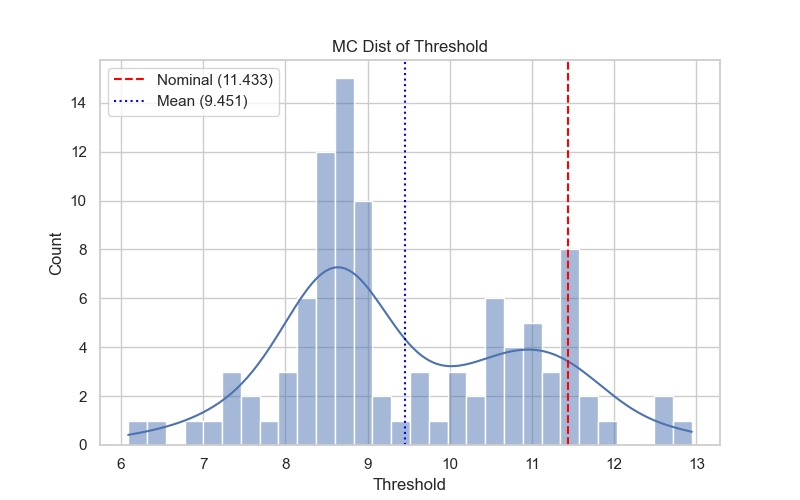 MC Dist of Threshold
Nominal (11.433)
Mean (9.451)
Count
14
12
10
8
6
4
2
0
6 7 8 9 10 11 12 13
Threshold